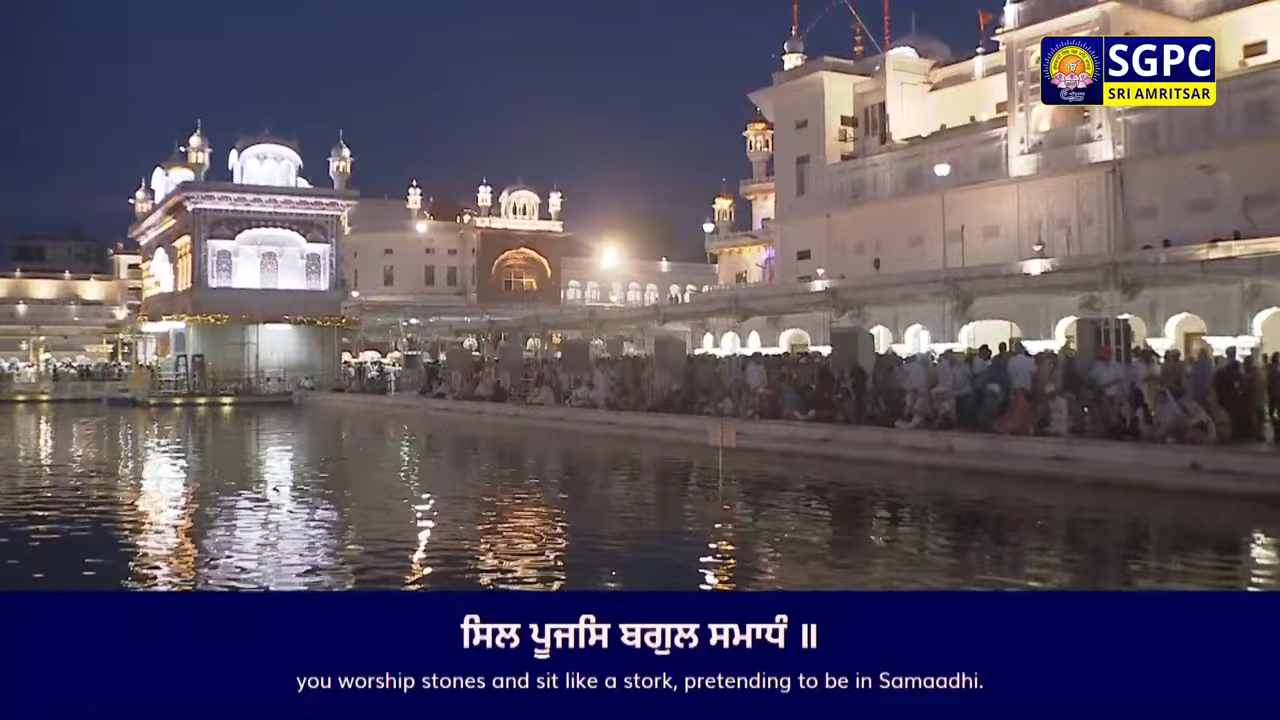 SGPC
SRI AMRITSAR
ਸਿਲ ਪੂਜਸਿ ਬਗੁਲ ਸਮਾਧੰ ॥
you worship stones and sit like a stork, pretending to be in Samaadhi.